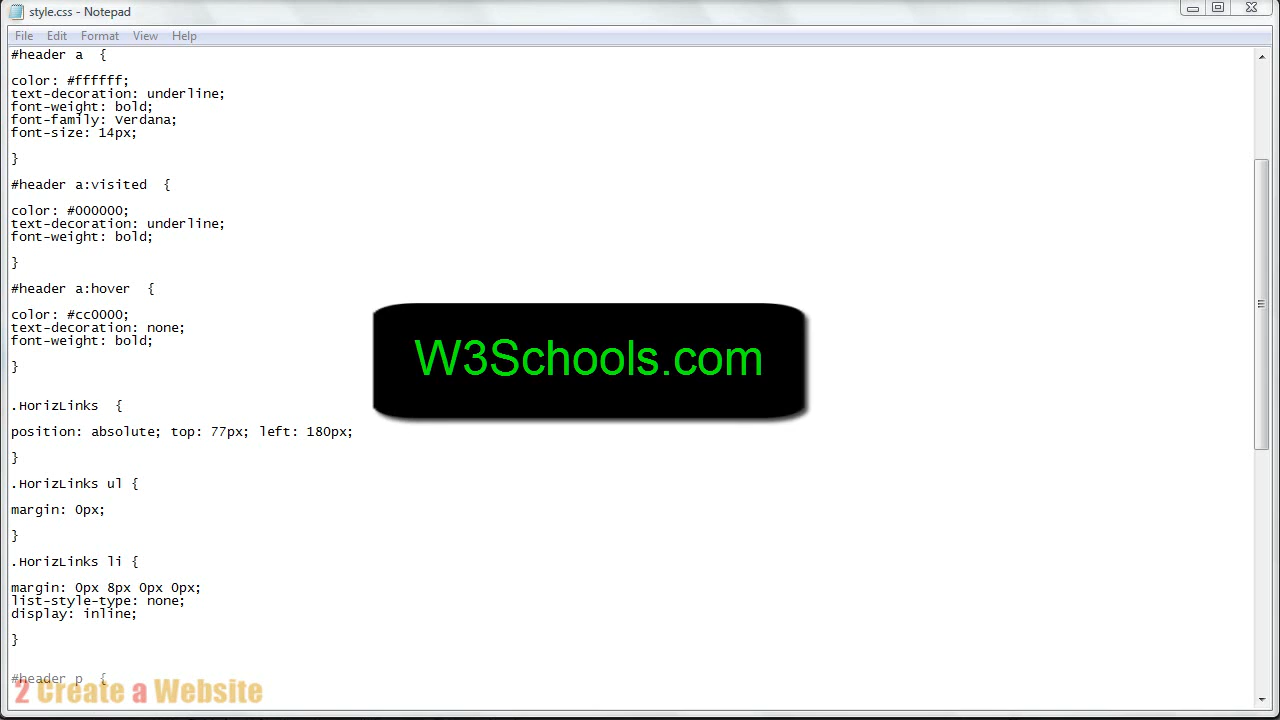 style.css - Notepad
File Edit Format View Help
#header a  {
color: #ffffff;
text-decoration: underline;
font-weight: bold;
font-family: Verdana;
font-size: 14px;
}
#header a:visited  {
color: #000000;
text-decoration: underline;
font-weight: bold;
}
#header a:hover  {
color: #cc0000;
text-decoration: none;
font-weight: bold;
}
W3Schools.com
.HorizLinks  {
position: absolute; top: 77px; left: 180px;
}
.HorizLinks ul {
margin: 0px;
}
.HorizLinks li {
margin: 0px 8px 0px 0px;
list-style-type: none;
display: inline;
}
#header p  {
2 Create a Website